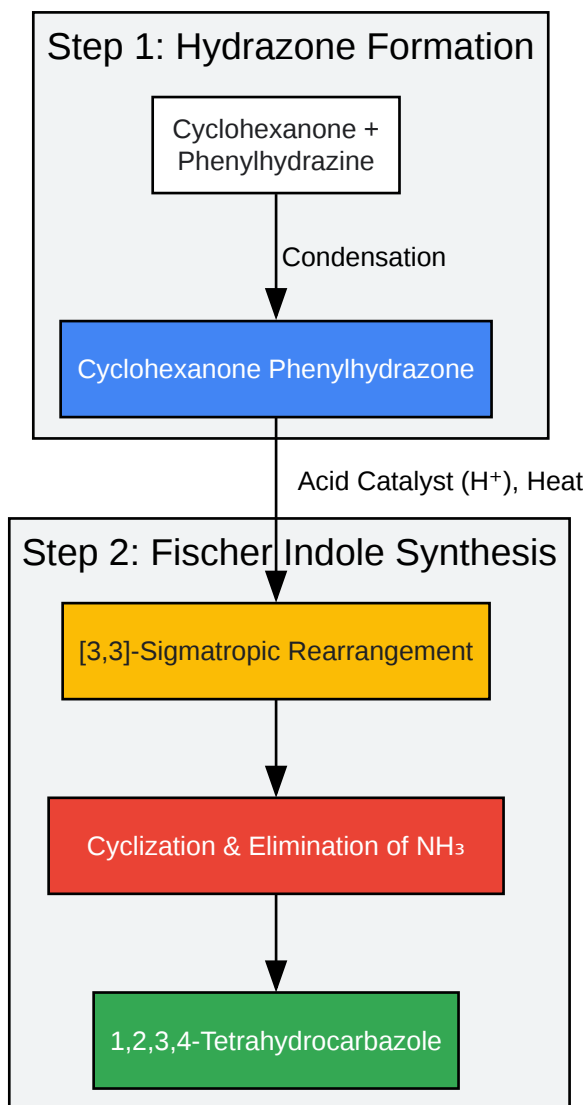 Step 1: Hydrazone Formation
Cyclohexanone +
Phenylhydrazine
Condensation
Cyclohexanone Phenylhydrazone
Acid Catalyst (H⁺), Heat
Step 2: Fischer Indole Synthesis
[3,3]-Sigmatropic Rearrangement
Cyclization & Elimination of NH₃
1,2,3,4-Tetrahydrocarbazole